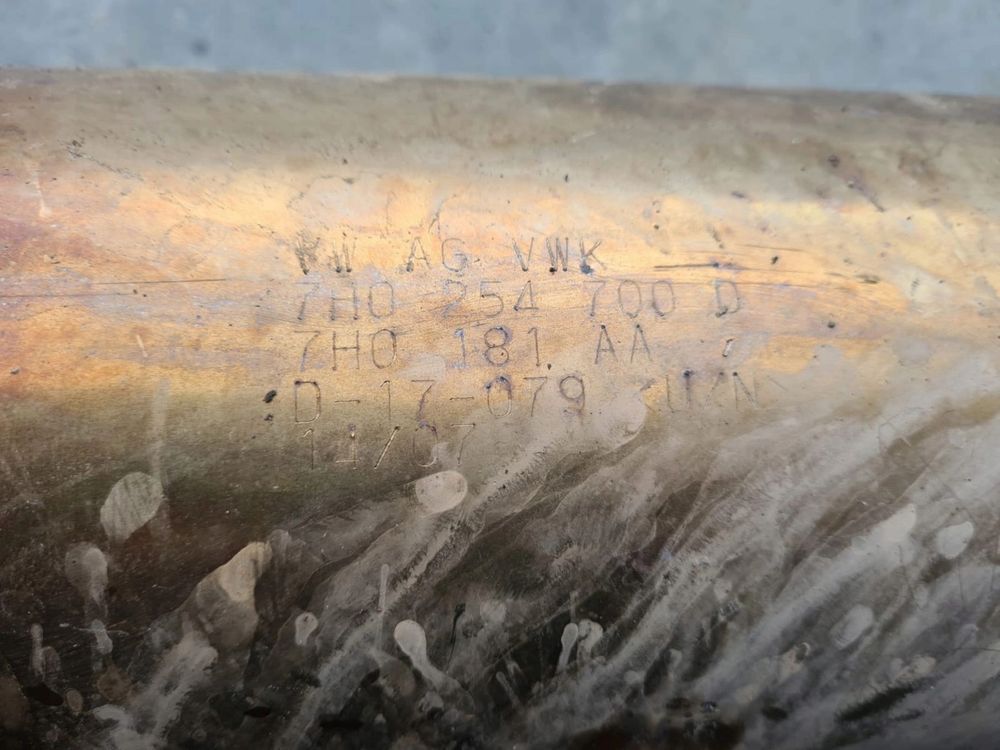 VW AG VWK
7H0 254 700 D
7H0 181 AA
D-17-079